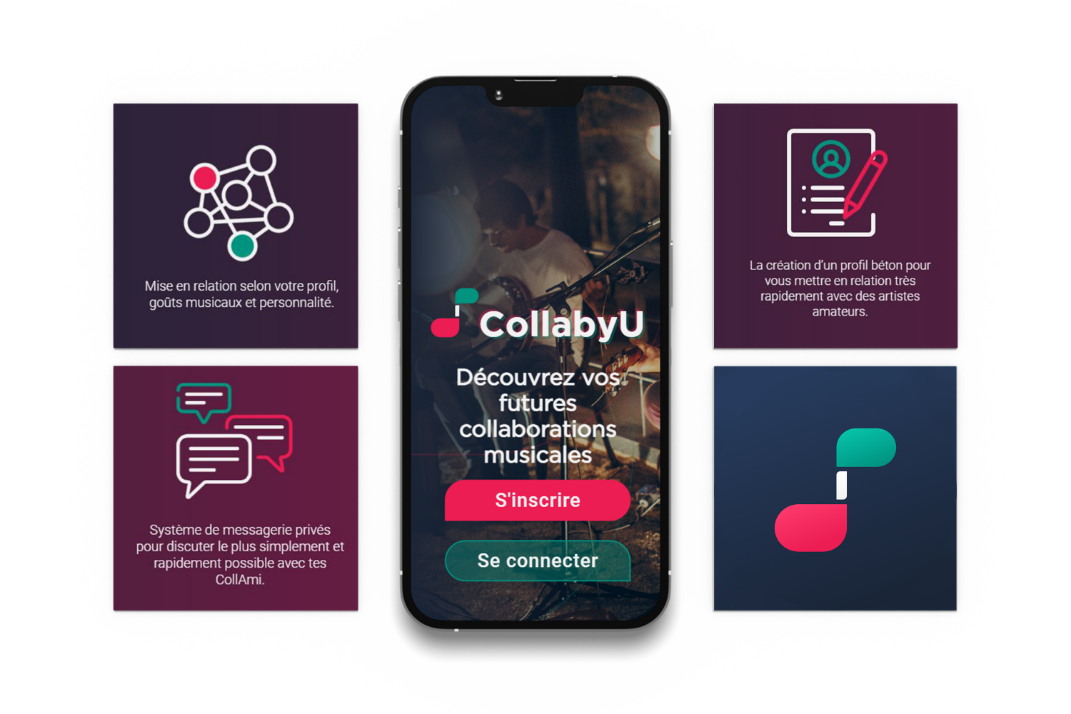 Mise en relation selon votre profil,
goûts musicaux et personnalité.
Système de messagerie privés
pour discuter le plus simplement et
rapidement possible avec tes
CollAmi.
CollabyU
Découvrez vos
futures
collaborations
musicales
S'inscrire
Se connecter
La création d'un profil béton pour
vous mettre en relation très
rapidement avec des artistes
amateurs.